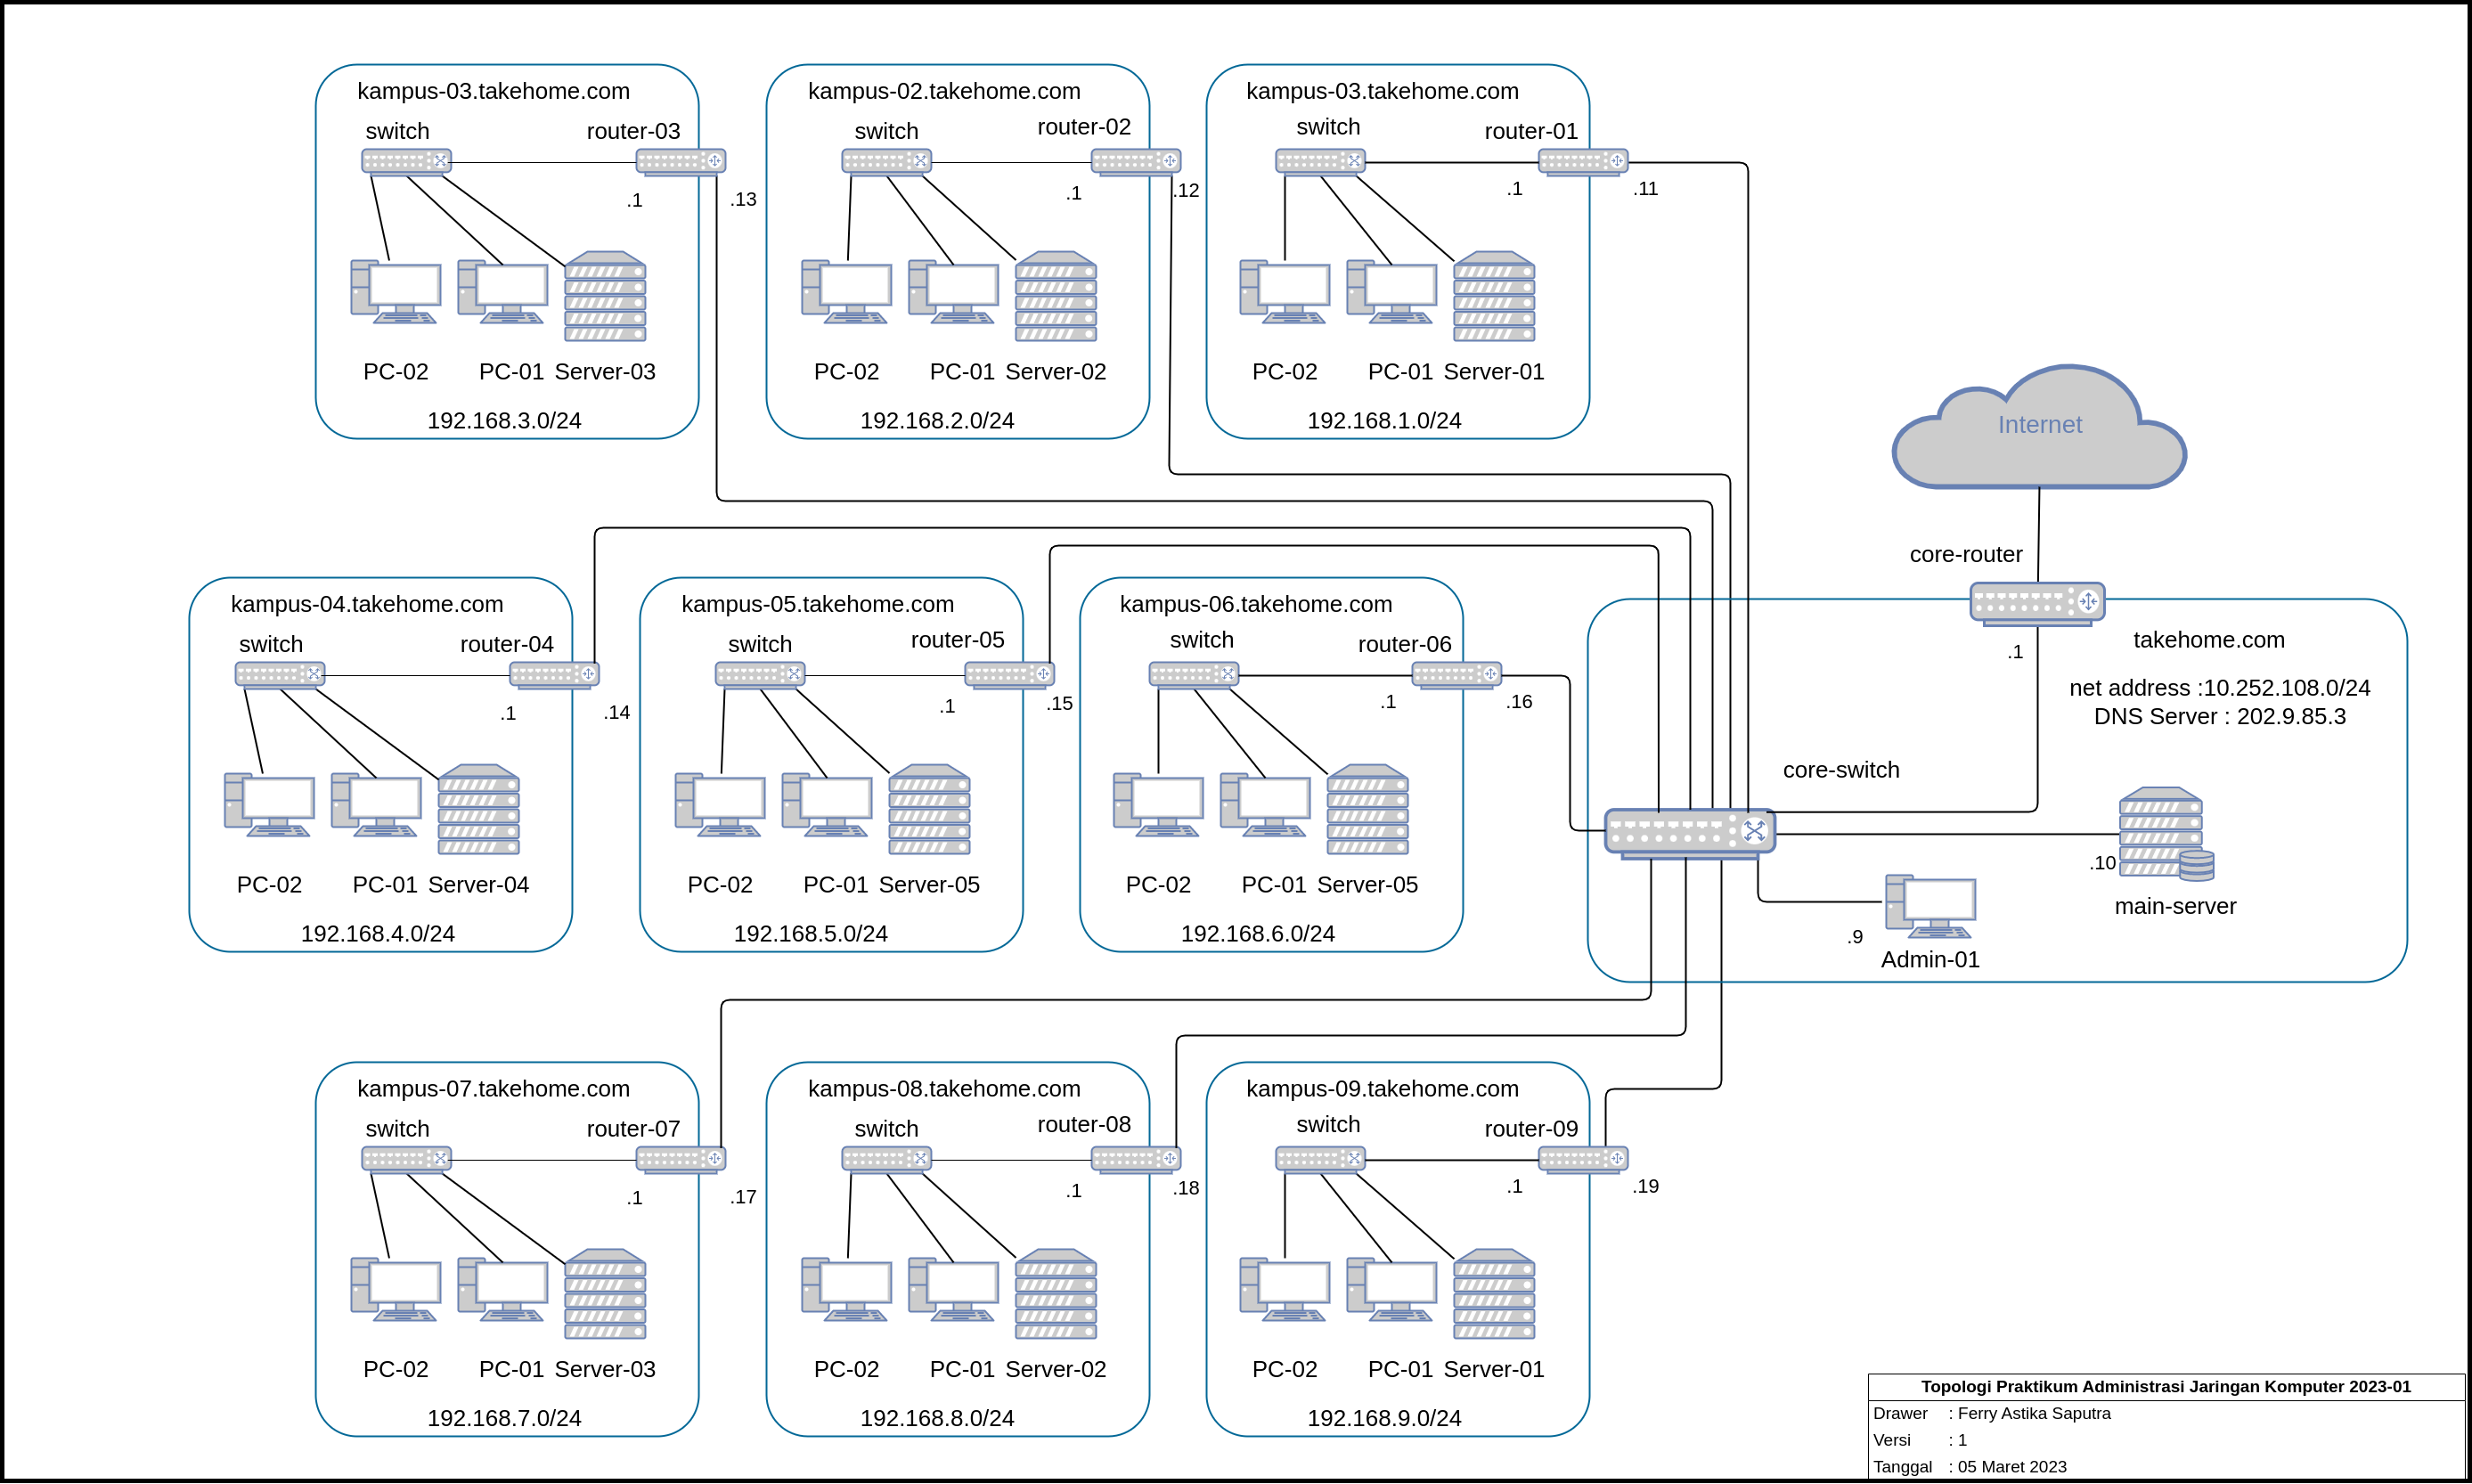 kampus-03.takehome.com
switch
router-03
.1
.13
PC-02
PC-01
Server-03
192.168.3.0/24
kampus-02.takehome.com
switch
router-02
.1
.12
PC-02
PC-01
Server-02
192.168.2.0/24
kampus-03.takehome.com
switch
router-01
.1
.11
PC-02
PC-01
Server-01
192.168.1.0/24
Internet
core-router
.1
takehome.com
net address :10.252.108.0/24
DNS Server : 202.9.85.3
core-switch
.10
main-server
.9
Admin-01
kampus-04.takehome.com
switch
router-04
.1
.14
PC-02
PC-01
Server-04
192.168.4.0/24
kampus-05.takehome.com
switch
router-05
.1
.15
PC-02
PC-01
Server-05
192.168.5.0/24
kampus-06.takehome.com
switch
router-06
.1
.16
PC-02
PC-01
Server-05
192.168.6.0/24
kampus-07.takehome.com
switch
router-07
.1
.17
PC-02
PC-01
Server-03
192.168.7.0/24
kampus-08.takehome.com
switch
router-08
.1
.18
PC-02
PC-01
Server-02
192.168.8.0/24
kampus-09.takehome.com
switch
router-09
.1
.19
PC-02
PC-01
Server-01
192.168.9.0/24
Topologi Praktikum Administrasi Jaringan Komputer 2023-01
Drawer : Ferry Astika Saputra
Versi : 1
Tanggal : 05 Maret 2023